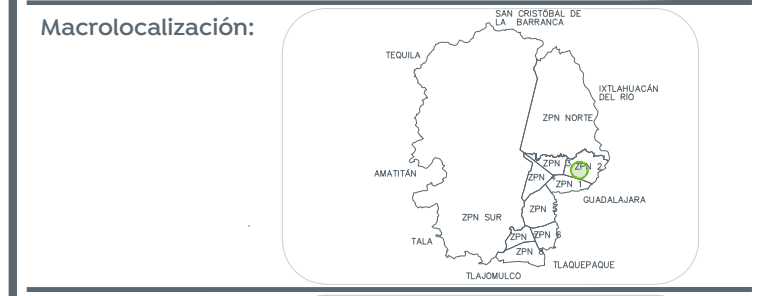 Macrolocalización:
SAN CRISTÓBAL DE
LA BARRANCA
TEQUILA
IXTLAHUACÁN
DEL RÍO
ZPN NORTE
ZPN 3
ZPN 2
AMATITÁN
ZPN
ZPN 1
GUADALAJARA
ZPN 5
ZPN SUR
ZPN
ZPN 6
TALA
ZPN 8
TLAQUEPAQUE
TLAJOMULCO